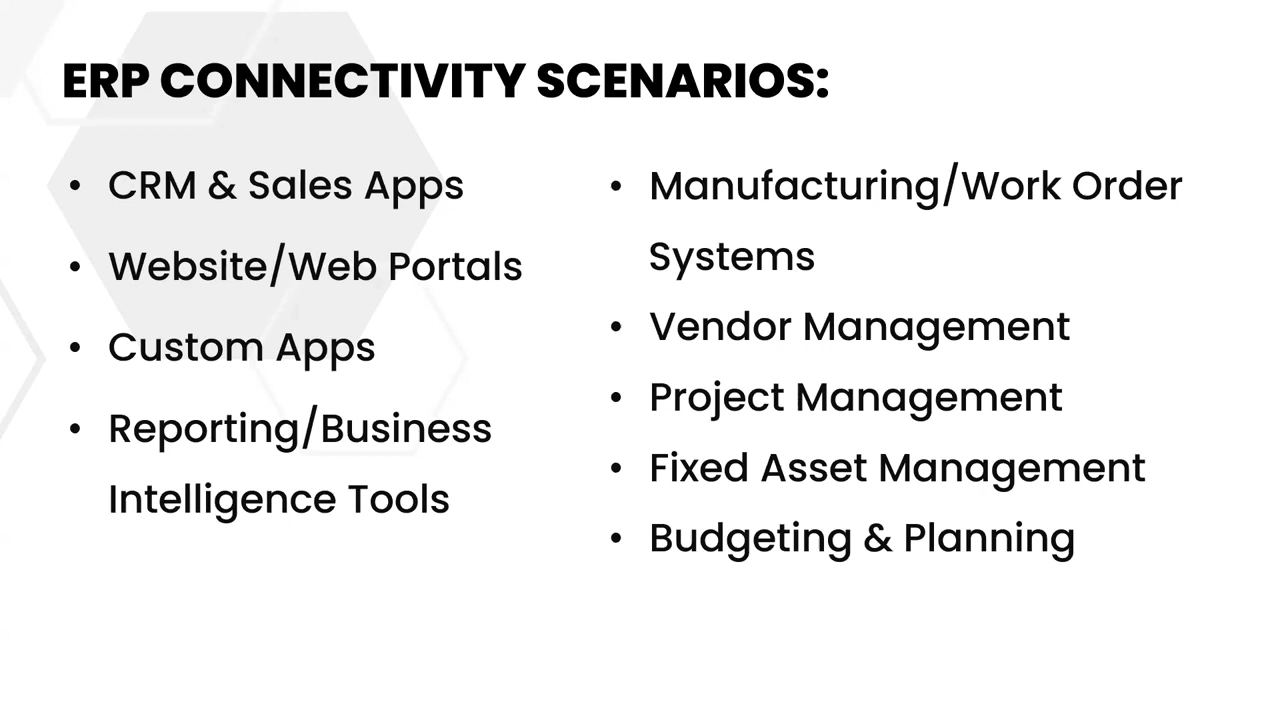 ERP CONNECTIVITY SCENARIOS:
• CRM & Sales Apps
• Website/Web Portals
• Custom Apps
• Reporting/Business
Intelligence Tools
• Manufacturing/Work Order
Systems
• Vendor Management
• Project Management
• Fixed Asset Management
• Budgeting & Planning